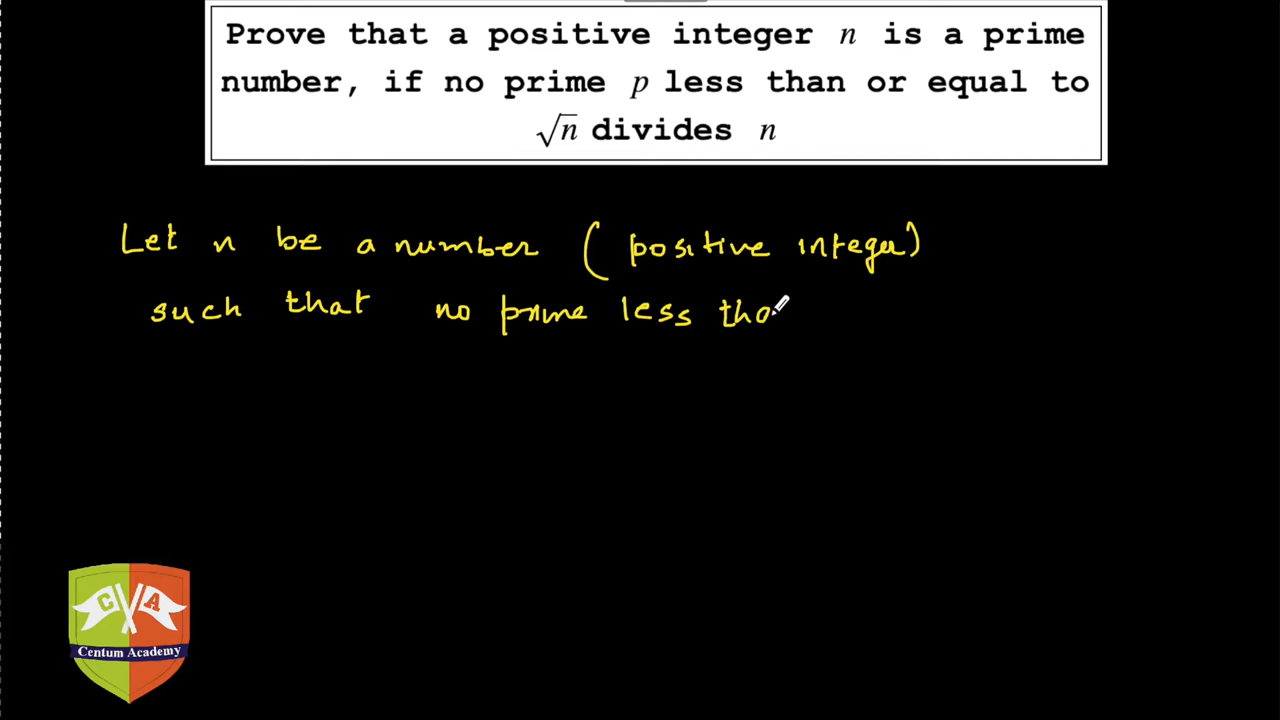 Prove that a positive integer n is a prime
number, if no prime p less than or equal to
√n divides n
Let n be a number (positive integer)
such that no prime less tha
C A
Centum Academy